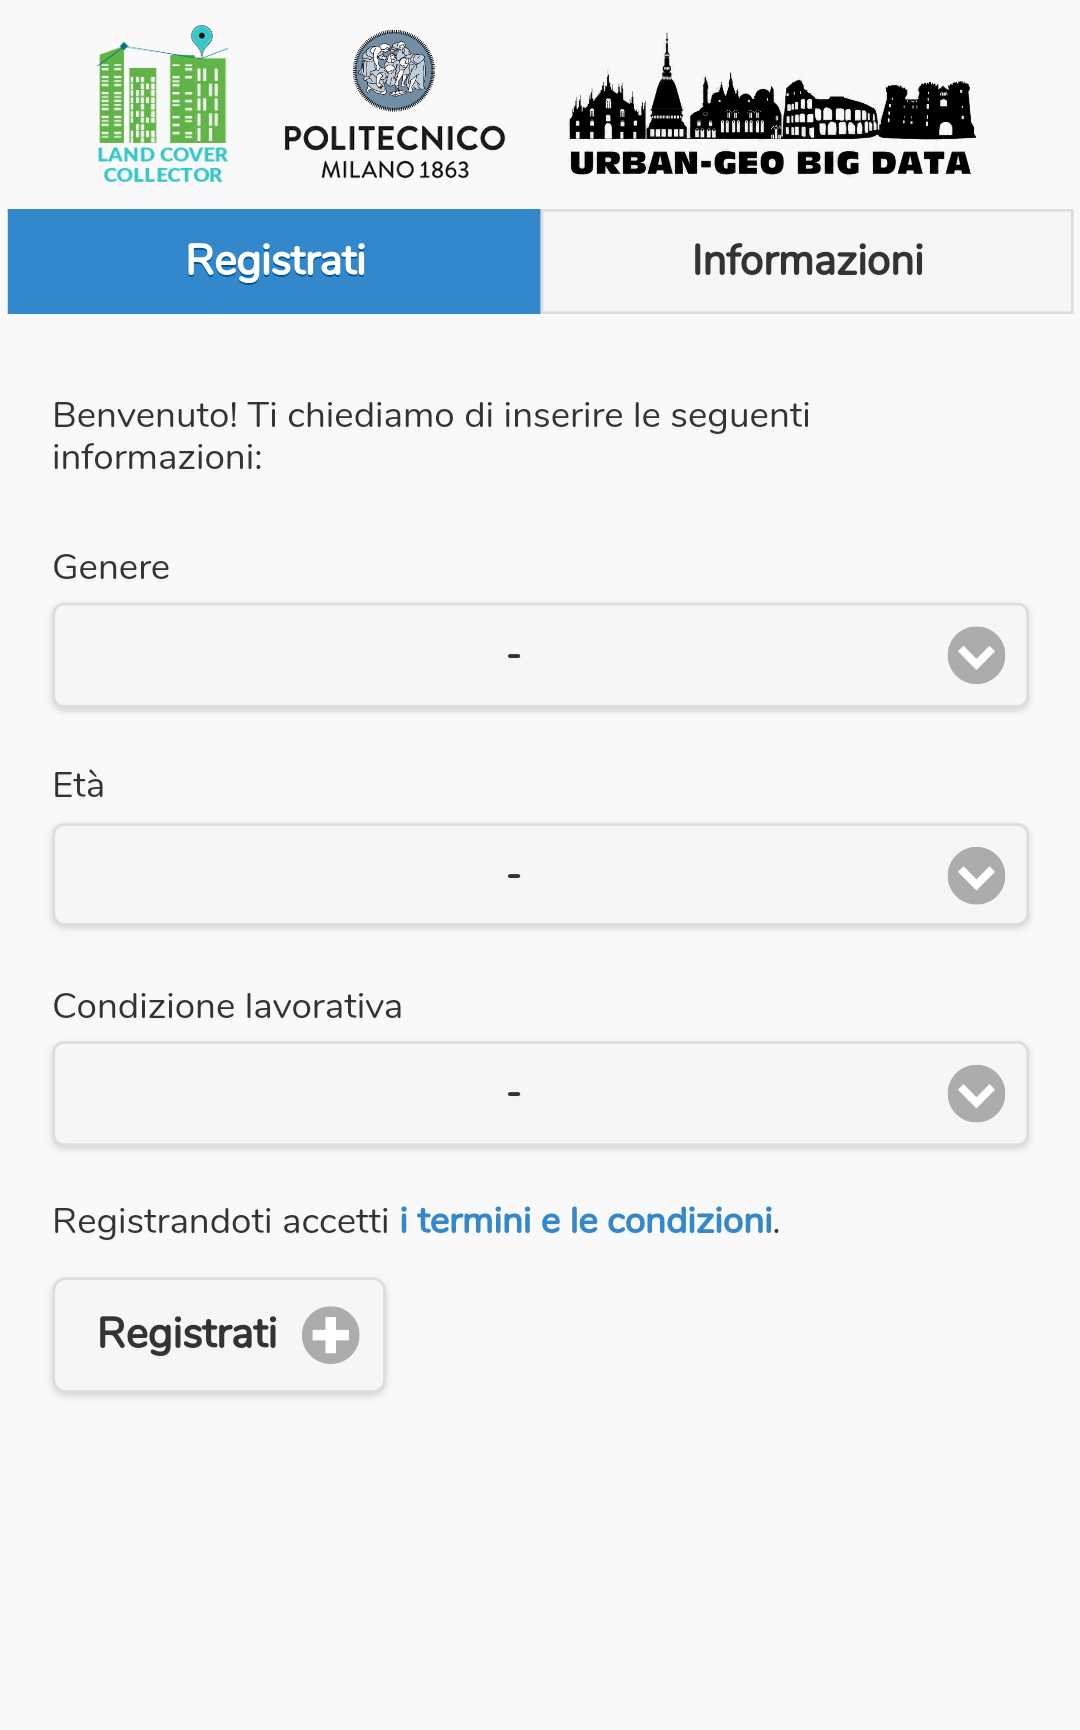 LAND COVER
COLLECTOR
POLITECNICO
MILANO 1863
URBAN-GEO BIG DATA
Registrati
Informazioni
Benvenuto! Ti chiediamo di inserire le seguenti
informazioni:
Genere
-
Età
-
Condizione lavorativa
-
Registrandoti accetti i termini e le condizioni.
Registrati